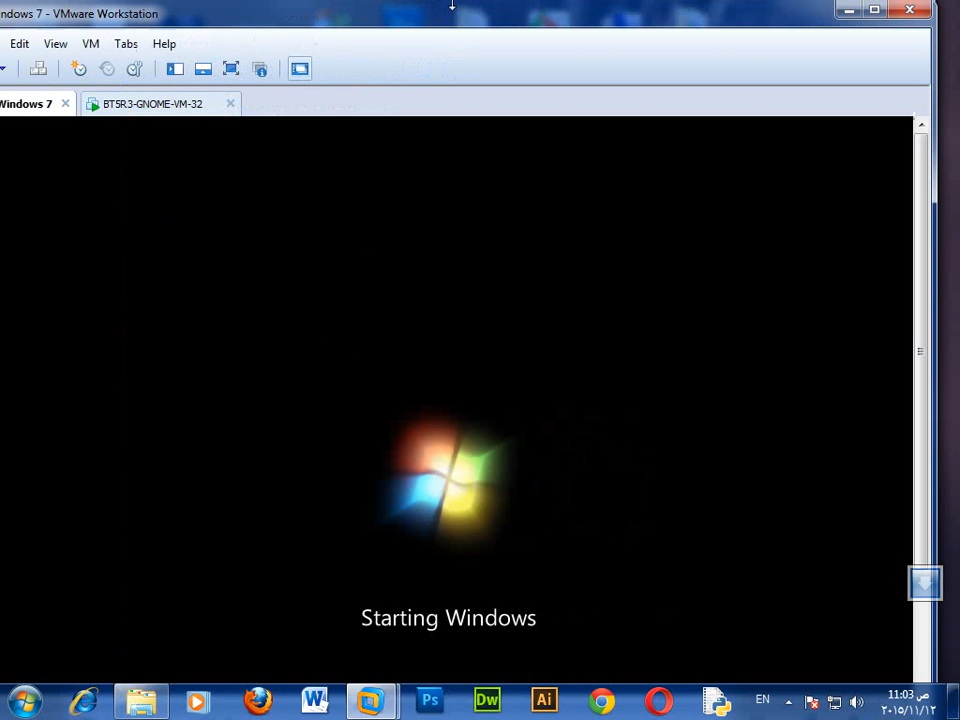 ndows 7 - VMware Workstation
Edit View VM Tabs Help
Windows 7 BT5R3-GNOME-VM-32
Starting Windows
W Ps Dw Ai EN
11:03 ص
٢٠١٥/١١/١٢